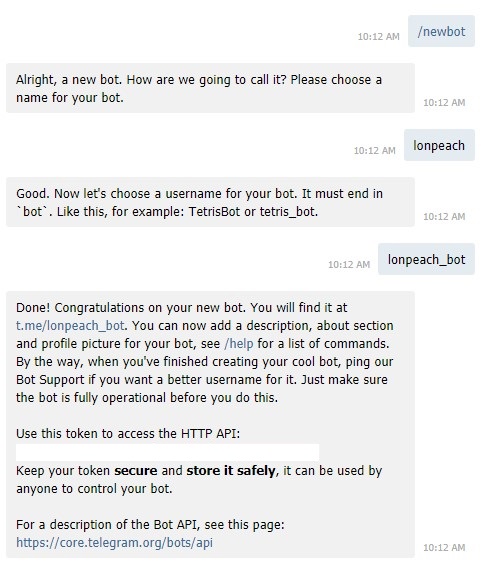 /newbot
10:12 AM
Alright, a new bot. How are we going to call it? Please choose a
name for your bot.
10:12 AM
lonpeach
10:12 AM
Good. Now let's choose a username for your bot. It must end in
`bot`. Like this, for example: TetrisBot or tetris_bot.
10:12 AM
lonpeach_bot
10:12 AM
Done! Congratulations on your new bot. You will find it at
t.me/lonpeach_bot. You can now add a description, about section
and profile picture for your bot, see /help for a list of commands.
By the way, when you've finished creating your cool bot, ping our
Bot Support if you want a better username for it. Just make sure
the bot is fully operational before you do this.
Use this token to access the HTTP API:
Keep your token secure and store it safely, it can be used by
anyone to control your bot.
For a description of the Bot API, see this page:
https://core.telegram.org/bots/api
10:12 AM